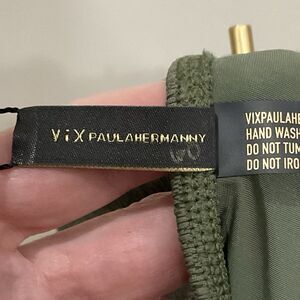 ViX PAULAHERMANNY
VIXPAULAHE
HAND WASH
DO NOT TUM
DO NOT IRO